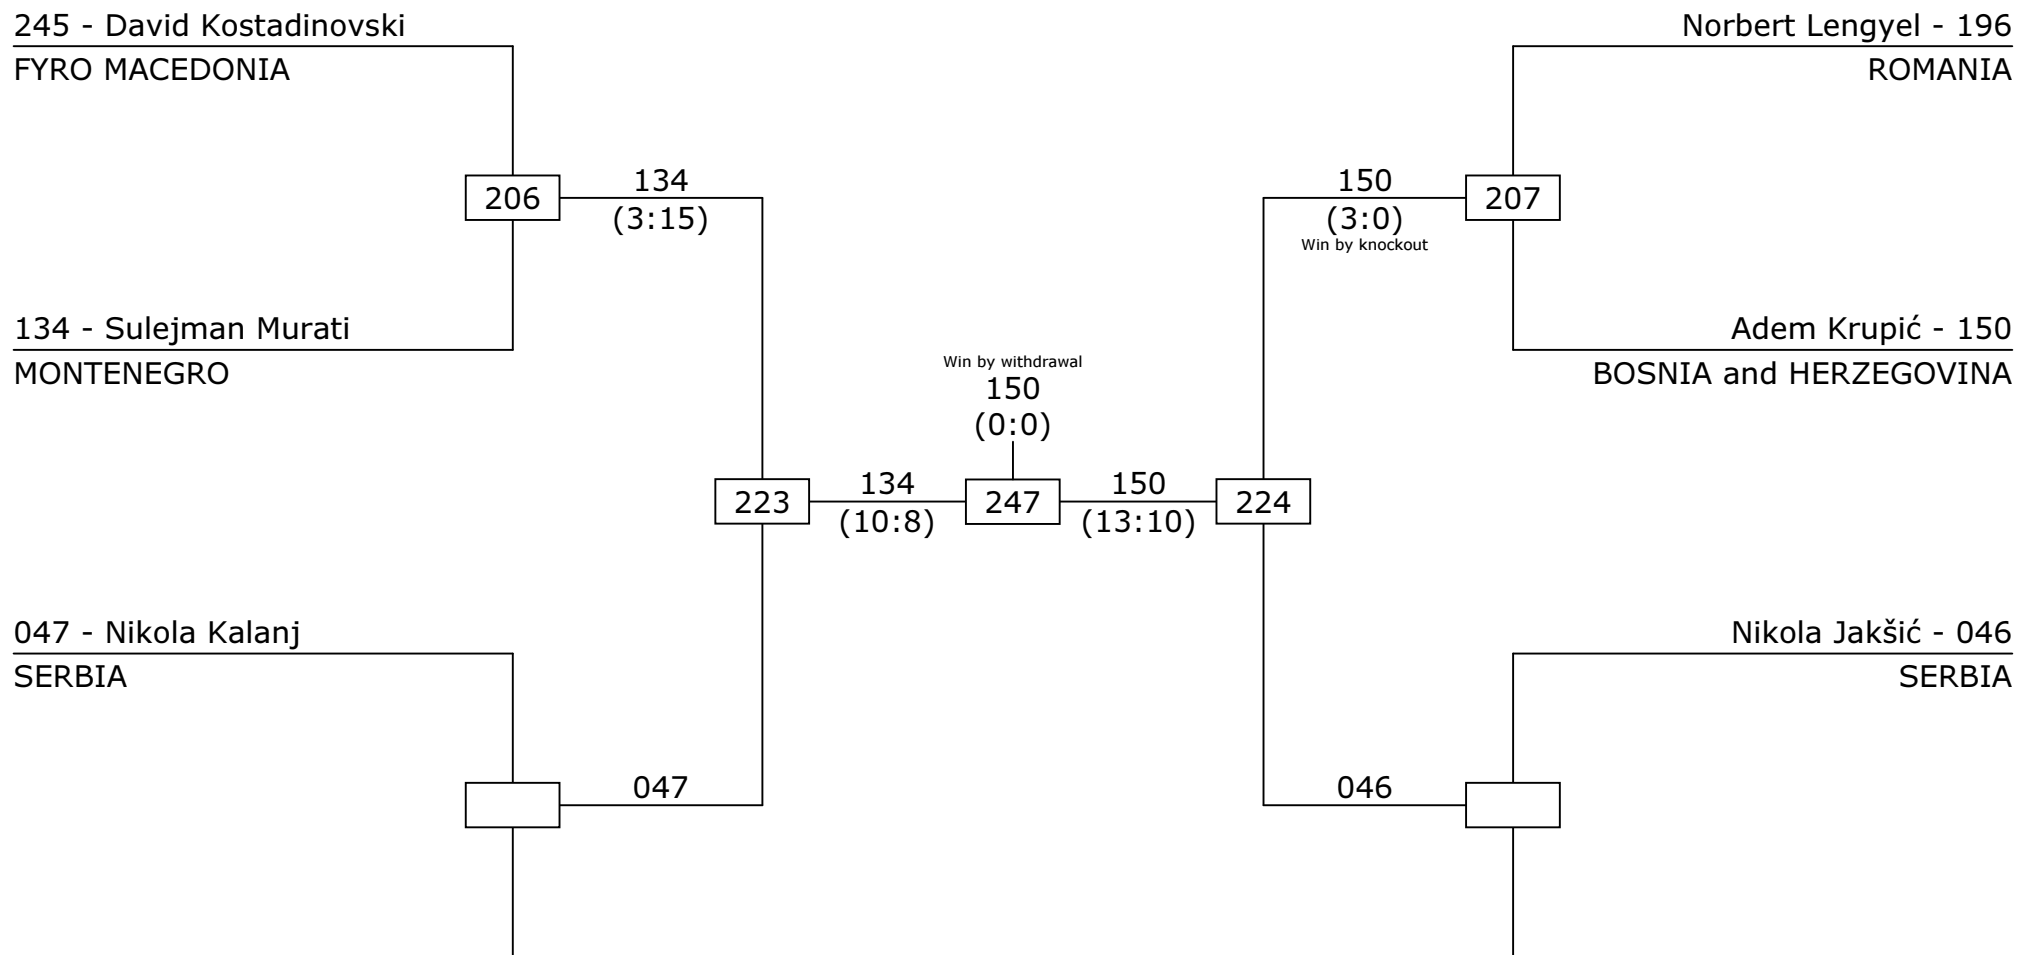 245 - David Kostadinovski
FYRO MACEDONIA
Norbert Lengyel - 196
ROMANIA
206
134
(3:15)
150
(3:0)
Win by knockout
207
134 - Sulejman Murati
MONTENEGRO
Adem Krupić - 150
BOSNIA and HERZEGOVINA
Win by withdrawal
150
(0:0)
223
134
(10:8)
247
150
(13:10)
224
047 - Nikola Kalanj
SERBIA
Nikola Jakšić - 046
SERBIA
047
046